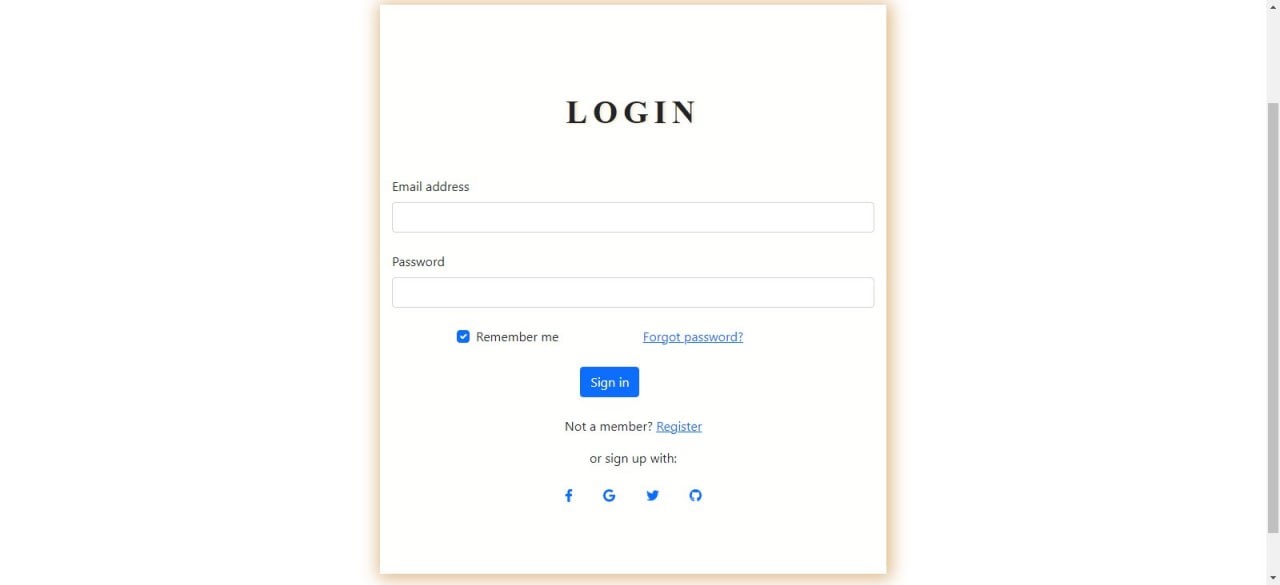 LOGIN
Email address
Password
Remember me Forgot password?
Sign in
Not a member? Register
or sign up with: